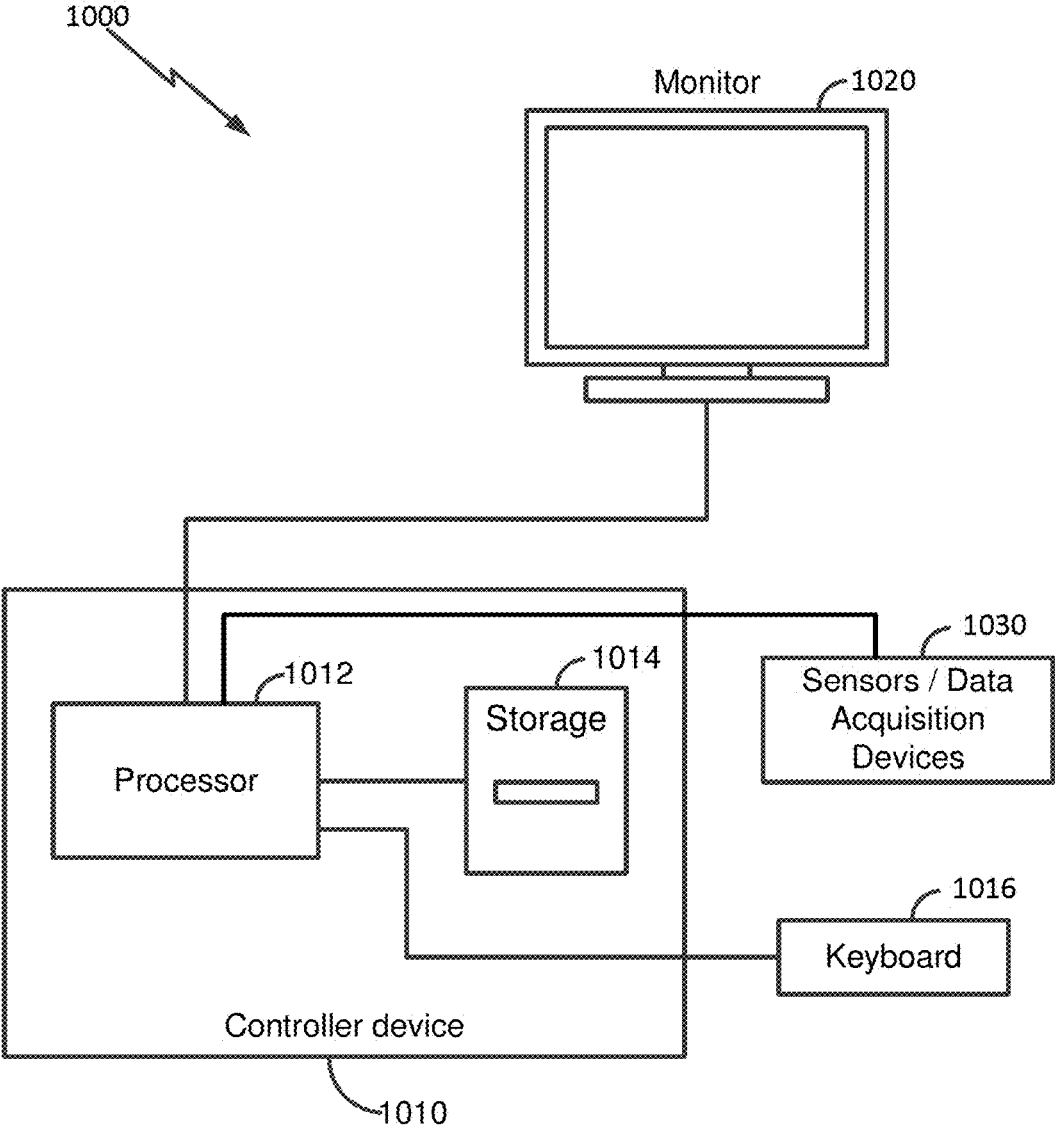 1000
Monitor
1020
1012
1014
1030
Storage
Sensors / Data
Acquisition
Devices
Processor
1016
Keyboard
Controller device
1010